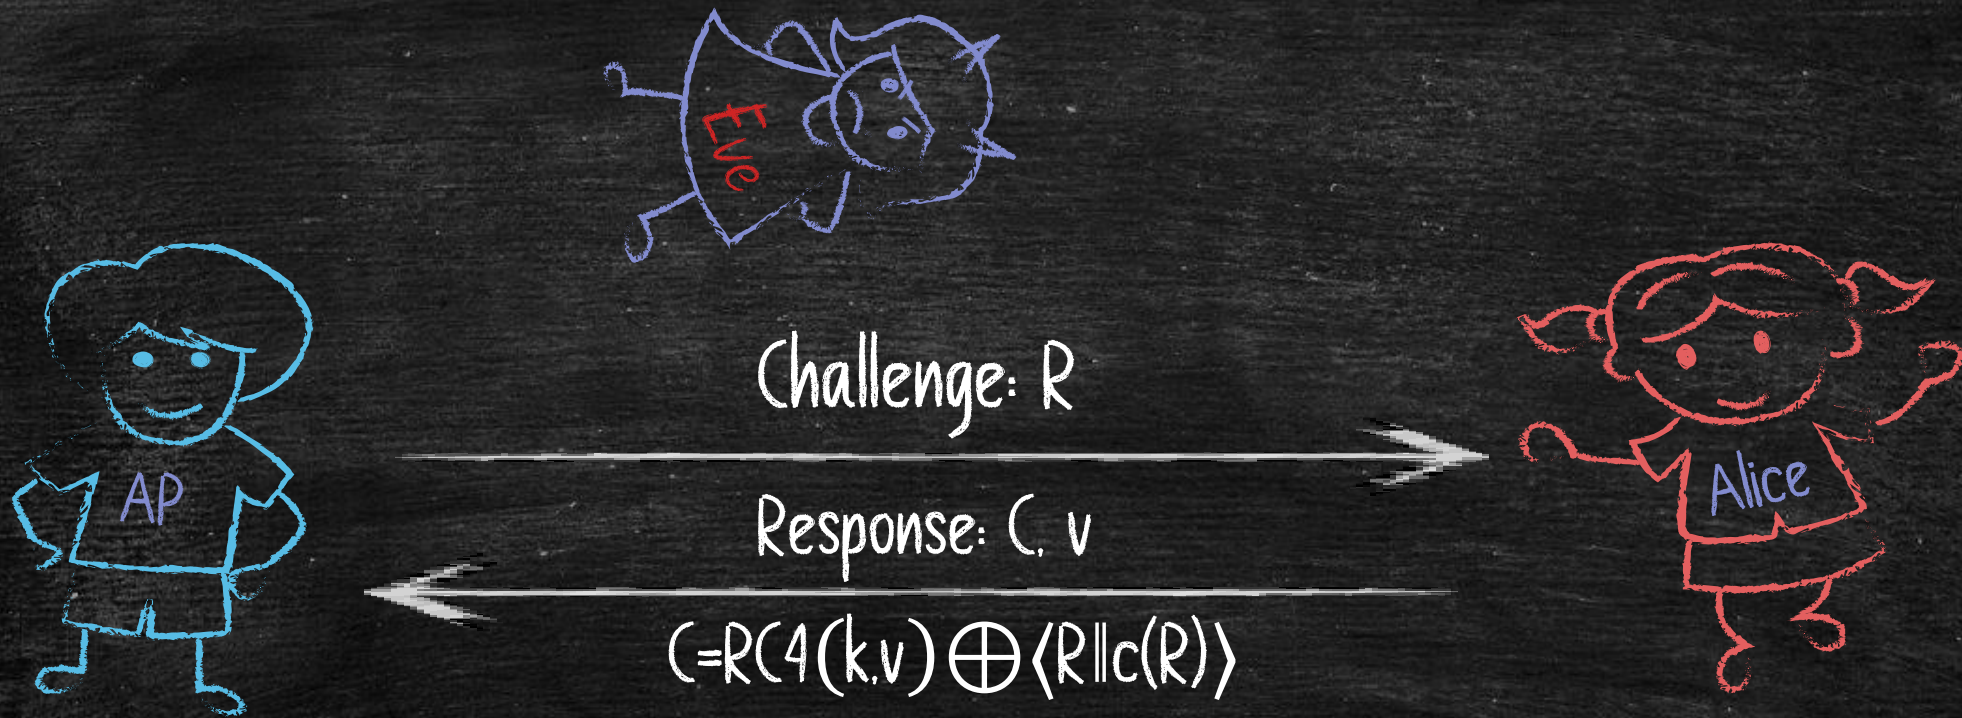 Eve
Challenge: R
AP
Alice
Response: C, v
C=RC4(k,v)⊕⟨R||c(R)⟩